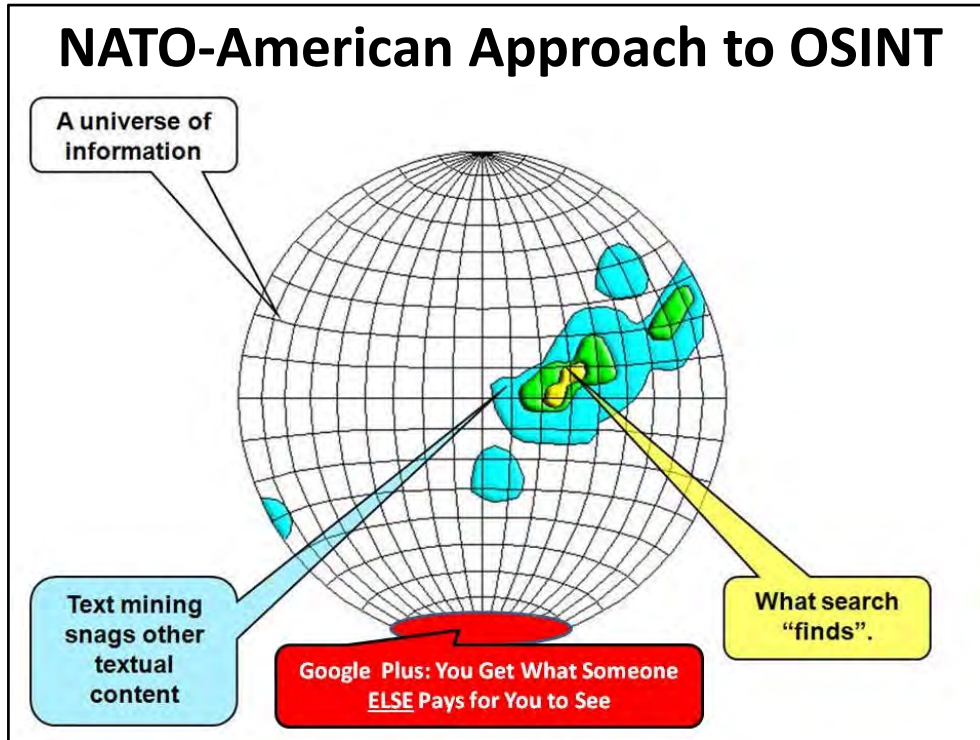 NATO-American Approach to OSINT
A universe of
information
Text mining
snags other
textual
content
What search
“finds”.
Google Plus: You Get What Someone
ELSE Pays for You to See